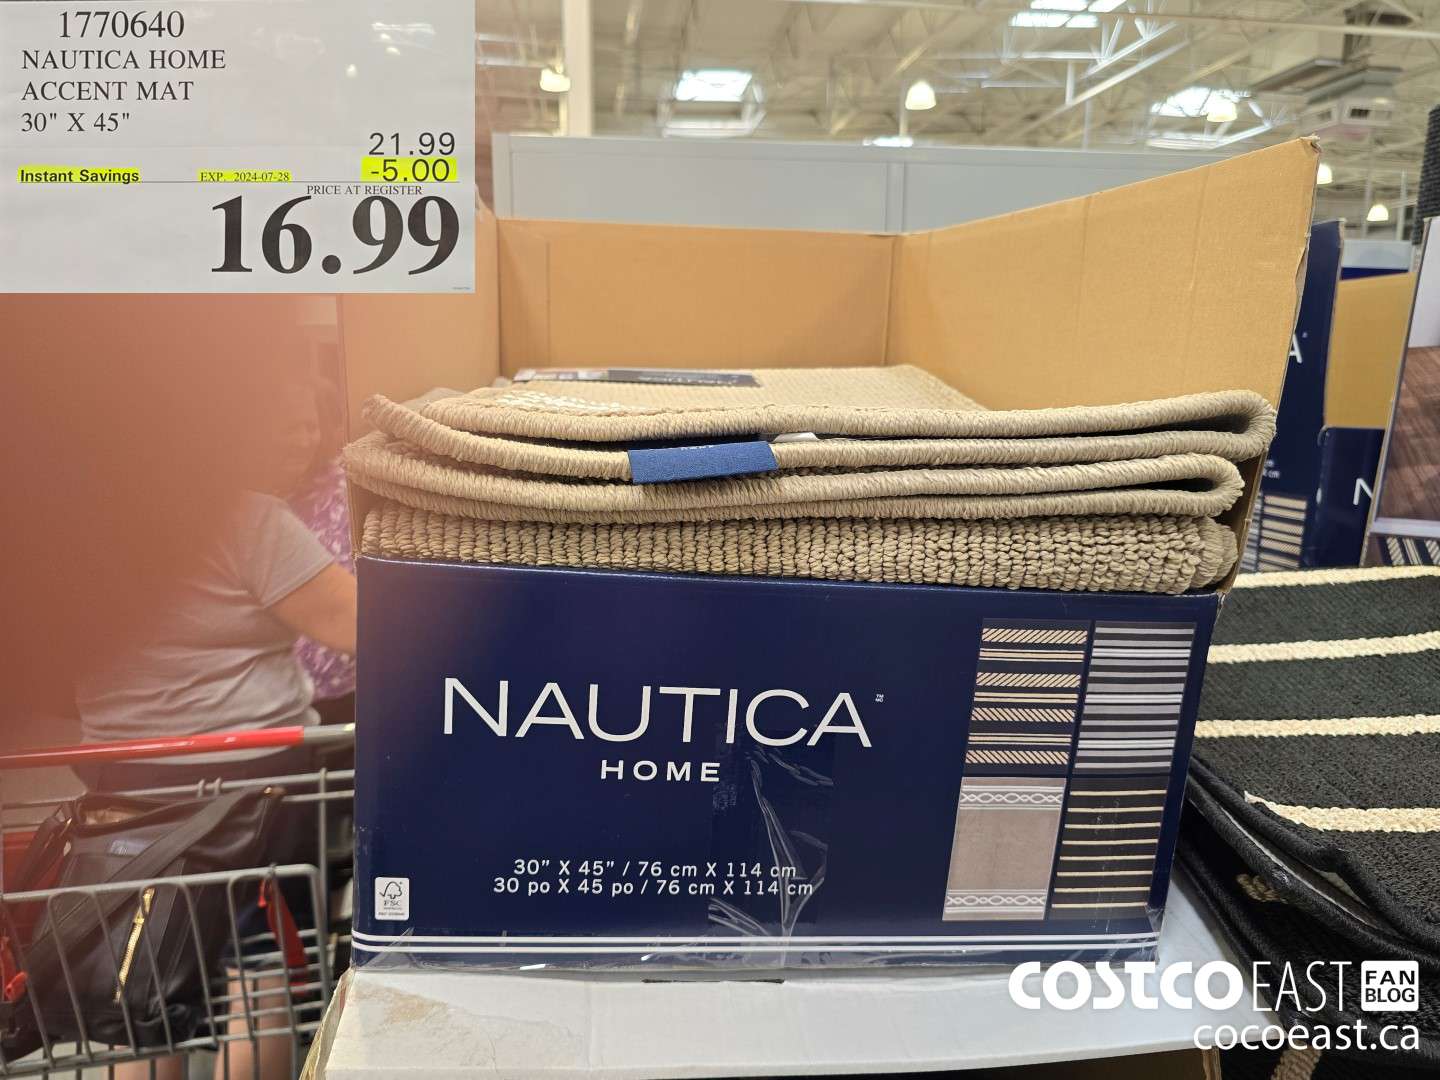 1770640
NAUTICA HOME
ACCENT MAT
30" X 45"
21.99
Instant Savings EXP. 2024-07-28 -5.00
PRICE AT REGISTER
16.99
NAUTICA™
HOME
30" X 45" / 76 cm X 114 cm
30 po X 45 po / 76 cm X 114 cm
FSC
COSTCO EAST FAN BLOG
cocoeast.ca